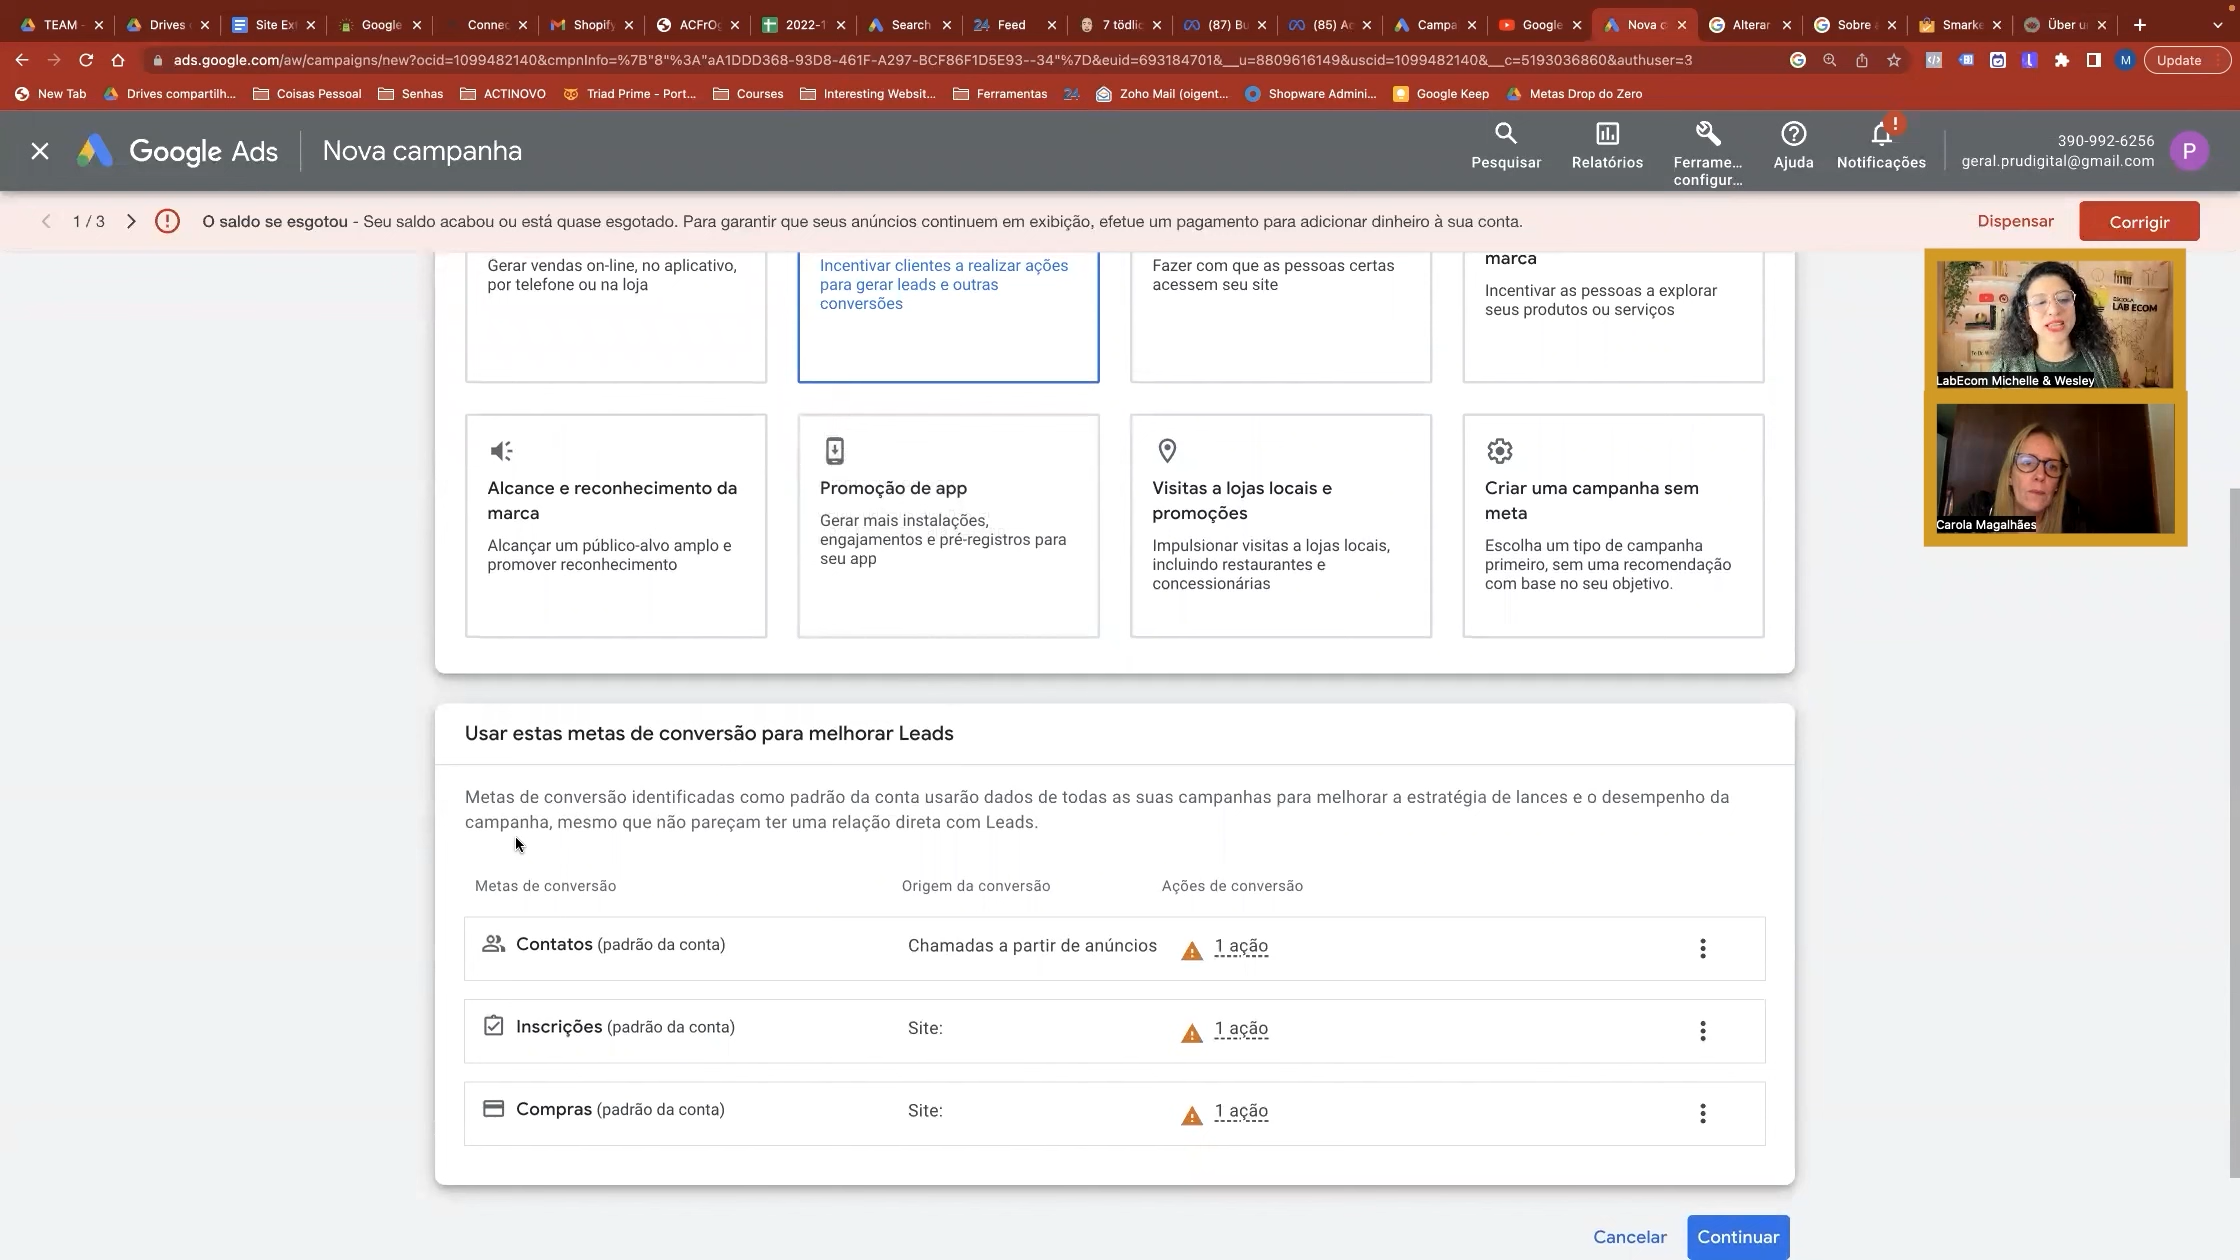 TEAM -
Drives
Site Ext
Google
Connec
Shopify
ACFrO
2022-1
Search
24 Feed
7 tödlic
(87) Bu
(85) Ac
Campa
Google
Nova c
Alterar
Sobre
Smarke
Über u
ads.google.com/aw/campaigns/new?ocid=1099482140&cmpnInfo=%7B"8"%3A"aA1DDD368-93D8-461F-A297-BCF86F1D5E93--34"%7D&euid=693184701&__u=8809616149&uscid=1099482140&__c=5193036860&authuser=3
M
Update
New Tab
Drives compartilh...
Coisas Pessoal
Senhas
ACTINOVO
Triad Prime - Port...
Courses
Interesting Websit...
Ferramentas
24
Zoho Mail (oigent...
Shopware Admini...
Google Keep
Metas Drop do Zero
Google Ads
Nova campanha
Pesquisar
Relatórios
Ferrame...
configur...
Ajuda
Notificações
390-992-6256
geral.prudigital@gmail.com
P
1 / 3
O saldo se esgotou - Seu saldo acabou ou está quase esgotado. Para garantir que seus anúncios continuem em exibição, efetue um pagamento para adicionar dinheiro à sua conta.
Dispensar
Corrigir
Gerar vendas on-line, no aplicativo,
por telefone ou na loja
Incentivar clientes a realizar ações
para gerar leads e outras
conversões
Fazer com que as pessoas certas
acessem seu site
marca
Incentivar as pessoas a explorar
seus produtos ou serviços
ESCOLA
LAB ECOM
LabEcom Michelle & Wesley
Carola Magalhães
Alcance e reconhecimento da
marca
Alcançar um público-alvo amplo e
promover reconhecimento
Promoção de app
Gerar mais instalações,
engajamentos e pré-registros para
seu app
Visitas a lojas locais e
promoções
Impulsionar visitas a lojas locais,
incluindo restaurantes e
concessionárias
Criar uma campanha sem
meta
Escolha um tipo de campanha
primeiro, sem uma recomendação
com base no seu objetivo.
Usar estas metas de conversão para melhorar Leads
Metas de conversão identificadas como padrão da conta usarão dados de todas as suas campanhas para melhorar a estratégia de lances e o desempenho da
campanha, mesmo que não pareçam ter uma relação direta com Leads.
Metas de conversão
Origem da conversão
Ações de conversão
Contatos (padrão da conta)
Chamadas a partir de anúncios
1 ação
Inscrições (padrão da conta)
Site:
1 ação
Compras (padrão da conta)
Site:
1 ação
Cancelar
Continuar